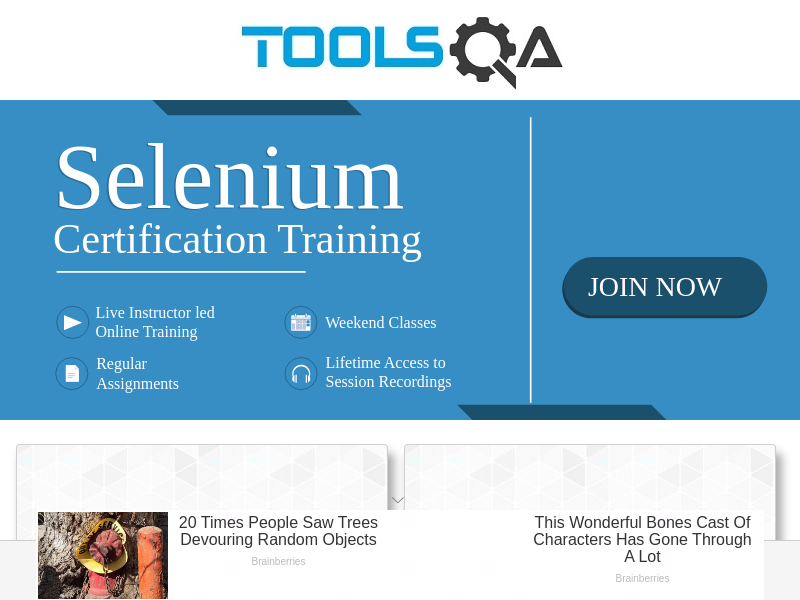 TOOLSQA
Selenium
Certification Training
JOIN NOW
Live Instructor led
Online Training
Weekend Classes
Regular
Assignments
Lifetime Access to
Session Recordings
20 Times People Saw Trees
Devouring Random Objects
Brainberries
This Wonderful Bones Cast Of
Characters Has Gone Through
A Lot
Brainberries